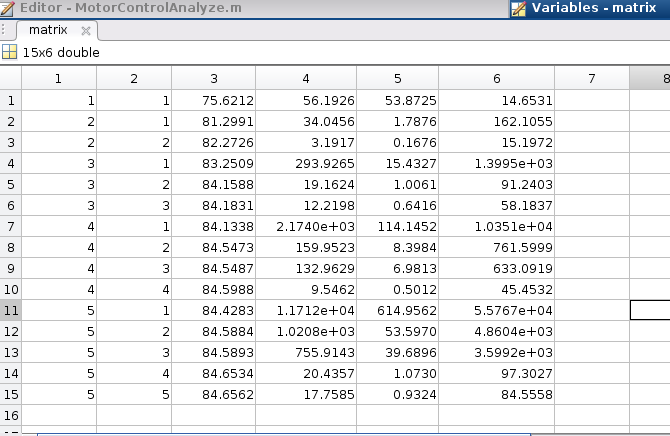 Editor - MotorControlAnalyze.m Variables - matrix
matrix
15x6 double
1 2 3 4 5 6 7 8
1 1 1 75.6212 56.1926 53.8725 14.6531
2 2 1 81.2991 34.0456 1.7876 162.1055
3 2 2 82.2726 3.1917 0.1676 15.1972
4 3 1 83.2509 293.9265 15.4327 1.3995e+03
5 3 2 84.1588 19.1624 1.0061 91.2403
6 3 3 84.1831 12.2198 0.6416 58.1837
7 4 1 84.1338 2.1740e+03 114.1452 1.0351e+04
8 4 2 84.5473 159.9523 8.3984 761.5999
9 4 3 84.5487 132.9629 6.9813 633.0919
10 4 4 84.5988 9.5462 0.5012 45.4532
11 5 1 84.4283 1.1712e+04 614.9562 5.5767e+04
12 5 2 84.5884 1.0208e+03 53.5970 4.8604e+03
13 5 3 84.5893 755.9143 39.6896 3.5992e+03
14 5 4 84.6534 20.4357 1.0730 97.3027
15 5 5 84.6562 17.7585 0.9324 84.5558
16